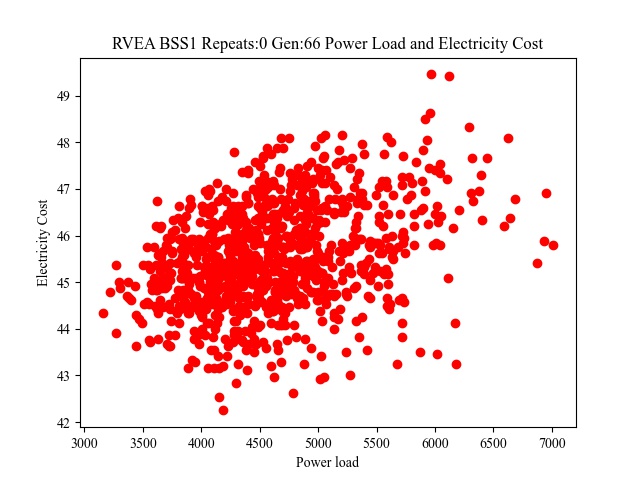 RVEA BSS1 Repeats:0 Gen:66 Power Load and Electricity Cost
49
48
47
46
45
44
43
42
Electricity Cost
3000 3500 4000 4500 5000 5500 6000 6500 7000
Power load